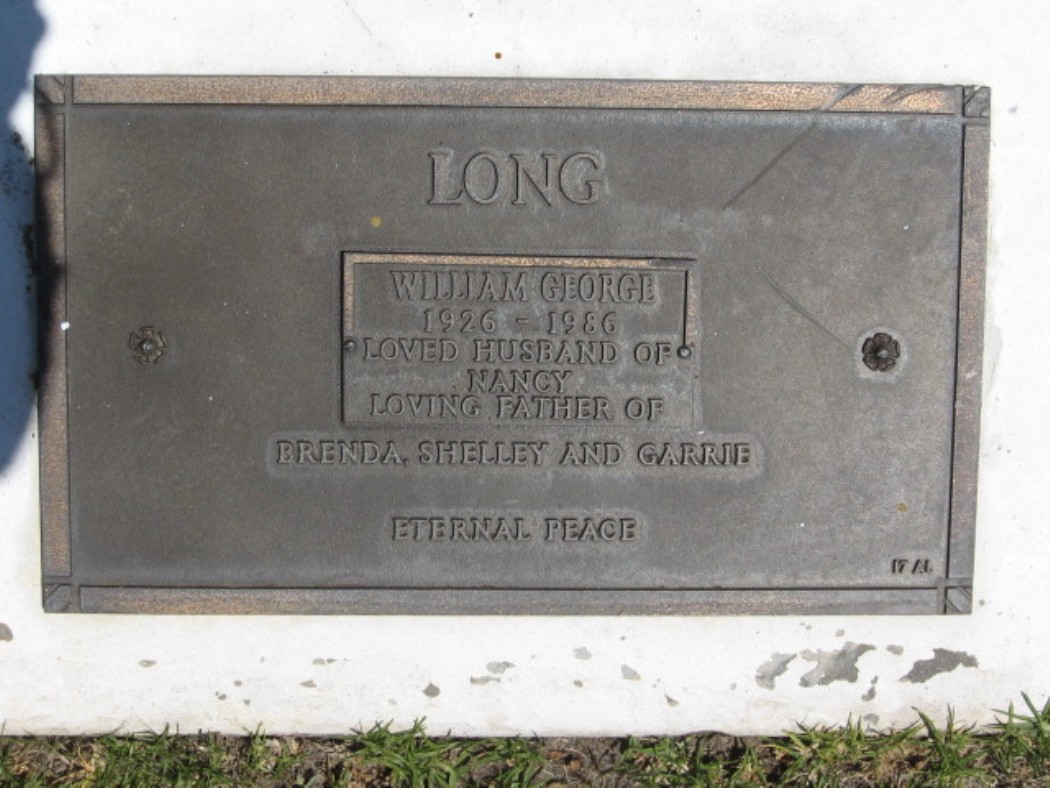 LONG
WILLIAM GEORGE
1926 - 1986
LOVED HUSBAND OF
NANCY
LOVING FATHER OF
BRENDA, SHELLEY AND GARRIE
ETERNAL PEACE
17 AL